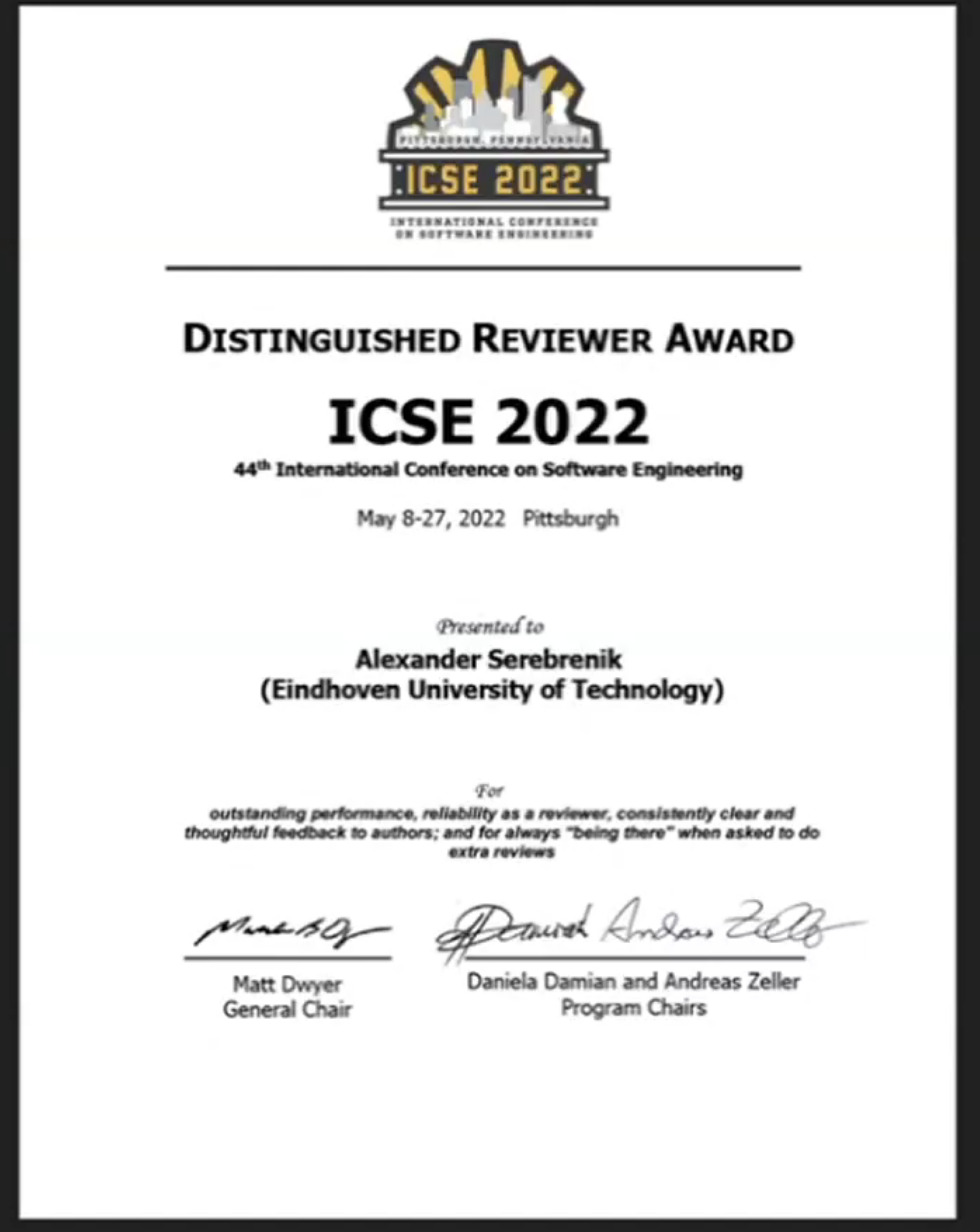 PITTSBURGH, PENNSYLVANIA
ICSE 2022
INTERNATIONAL CONFERENCE
ON SOFTWARE ENGINEERING
DISTINGUISHED REVIEWER AWARD
ICSE 2022
44th International Conference on Software Engineering
May 8-27, 2022 Pittsburgh
Presented to
Alexander Serebrenik
(Eindhoven University of Technology)
For
outstanding performance, reliability as a reviewer, consistently clear and
thoughtful feedback to authors; and for always "being there" when asked to do
extra reviews
Andreas Zeller
Matt Dwyer
General Chair
Daniela Damian and Andreas Zeller
Program Chairs